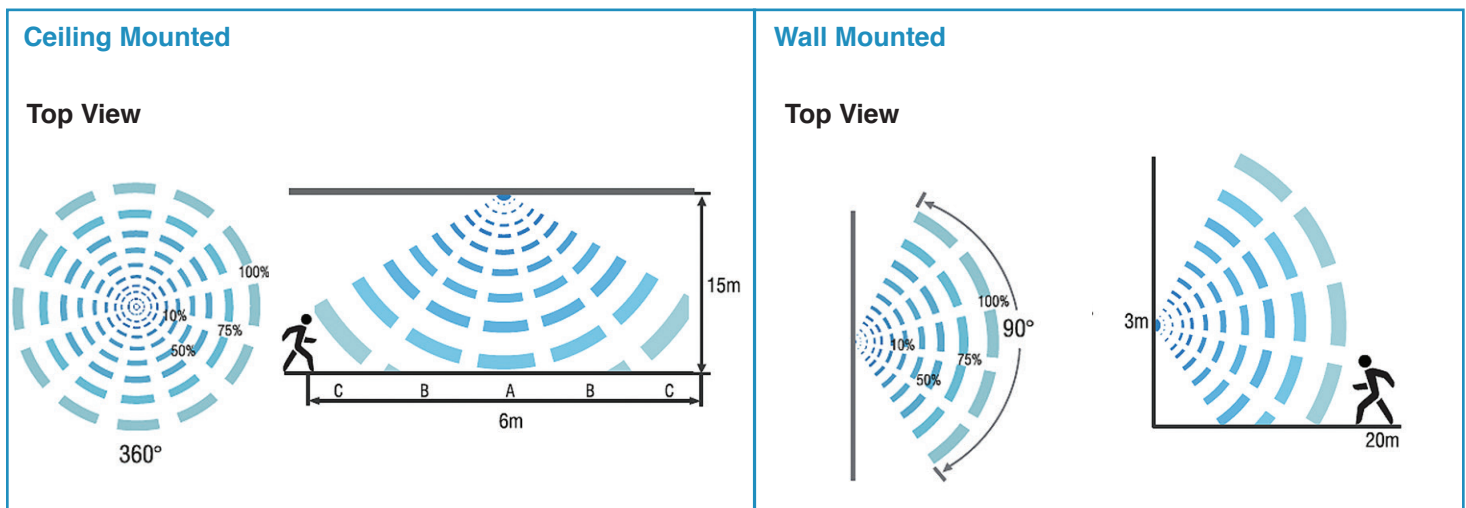 Ceiling Mounted
Top View
100%
10%
75%
50%
360°
15m
C B A B C
6m
Wall Mounted
Top View
100%
90°
10%
75%
50%
3m
20m